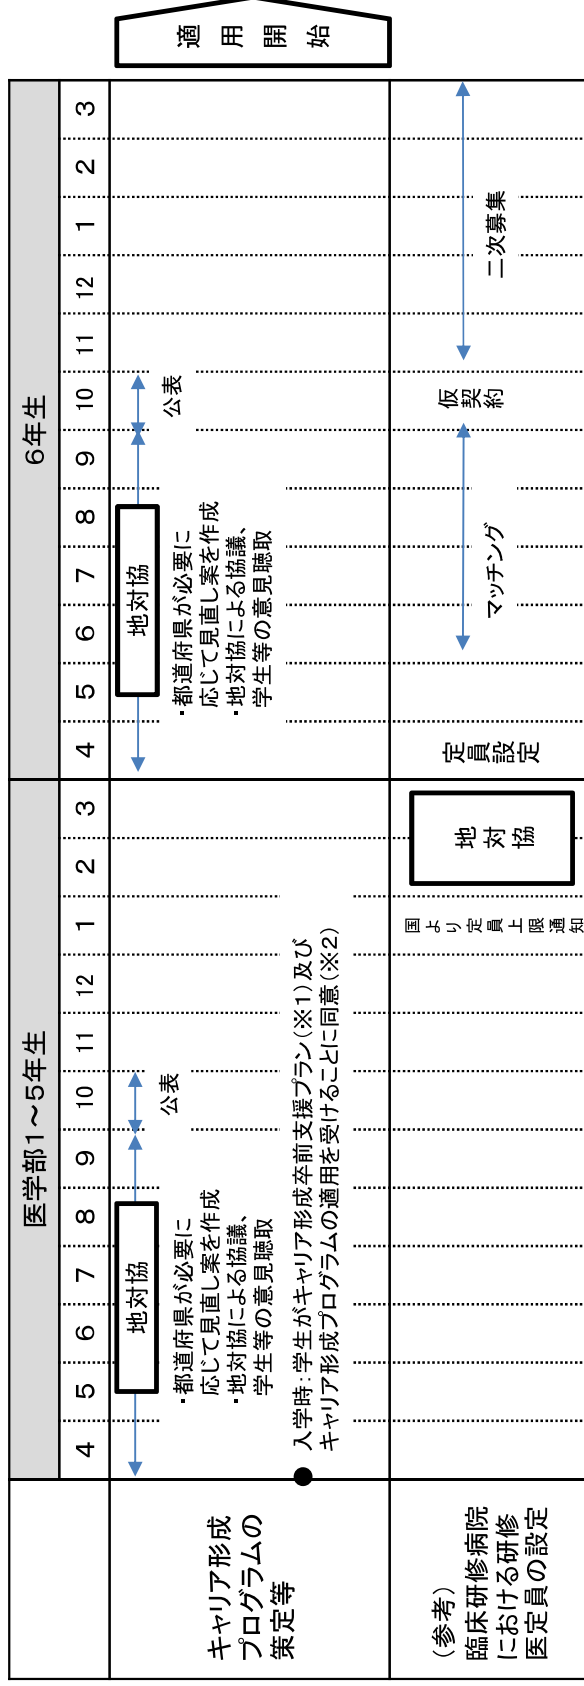 医学部1～5年生
6年生
4
5
6
7
8
9
10
11
12
1
2
3
4
5
6
7
8
9
10
11
12
1
2
3
キャリア形成
プログラムの
策定等
地対協
公表
・都道府県が必要に
応じて見直し案を作成
・地対協による協議、
学生等の意見聴取
入学時：学生がキャリア形成卒前支援プラン(※1)及び
キャリア形成プログラムの適用を受けることに同意(※2)
地対協
公表
・都道府県が必要に
応じて見直し案を作成
・地対協による協議、
学生等の意見聴取
適用開始
（参考）
臨床研修病院
における研修
医定員の設定
国より定員上限通知
地対協
定員設定
マッチング
仮契約
二次募集